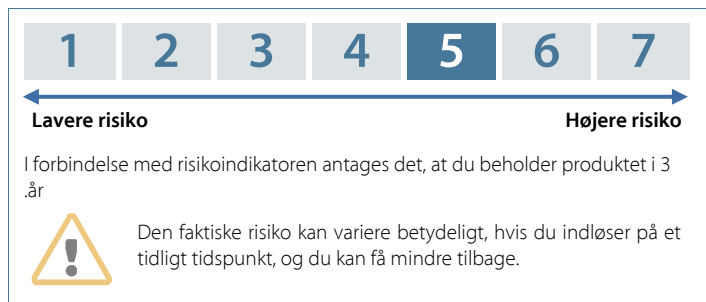 1 2 3 4 5 6 7
Lavere risiko Højere risiko
I forbindelse med risikoindikatoren antages det, at du beholder produktet i 3
.år
Den faktiske risiko kan variere betydeligt, hvis du indløser på et
tidligt tidspunkt, og du kan få mindre tilbage.